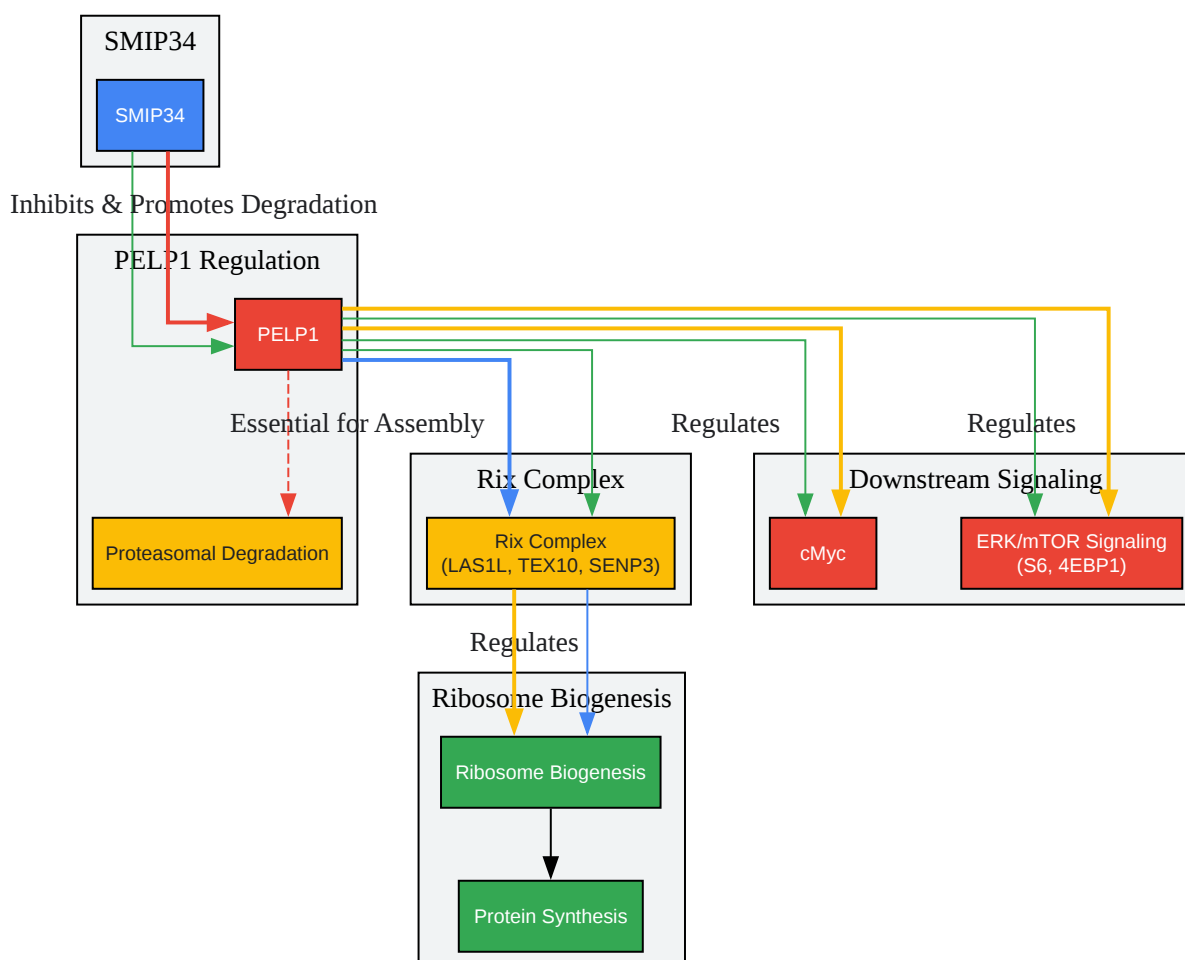 SMIP34
SMIP34
Inhibits & Promotes Degradation
PELP1 Regulation
PELP1
Essential for Assembly
Regulates
Regulates
Rix Complex
Downstream Signaling
Proteasomal Degradation
Rix Complex
(LAS1L, TEX10, SENP3)
cMyc
ERK/mTOR Signaling
(S6, 4EBP1)
Regulates
Ribosome Biogenesis
Ribosome Biogenesis
Protein Synthesis